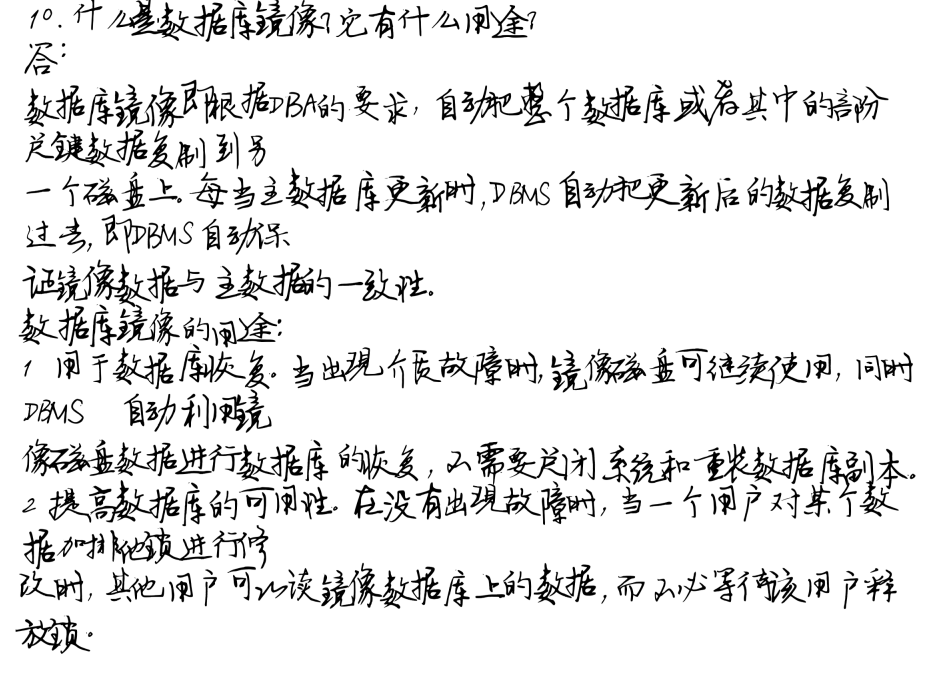 10.什么是数据库镜像?它有什么用途?
答:
数据库镜像即根据DBA的要求,自动把整个数据库或者其中的部分
关键数据复制到另
一个磁盘上。每当主数据库更新时,DBMS自动把更新后的数据复制
过去,即DBMS自动保
证镜像数据与主数据的一致性。
数据库镜像的用途:
1 用于数据库恢复。当出现介质故障时,镜像磁盘可继续使用,同时
DBMS 自动利用镜
像磁盘数据进行数据库的恢复,不需要关闭系统和重装数据库副本。
2 提高数据库的可用性。在没有出现故障时,当一个用户对某个数
据加排他锁进行修
改时,其他用户可以读镜像数据库上的数据,而不必等待该用户释
放锁。